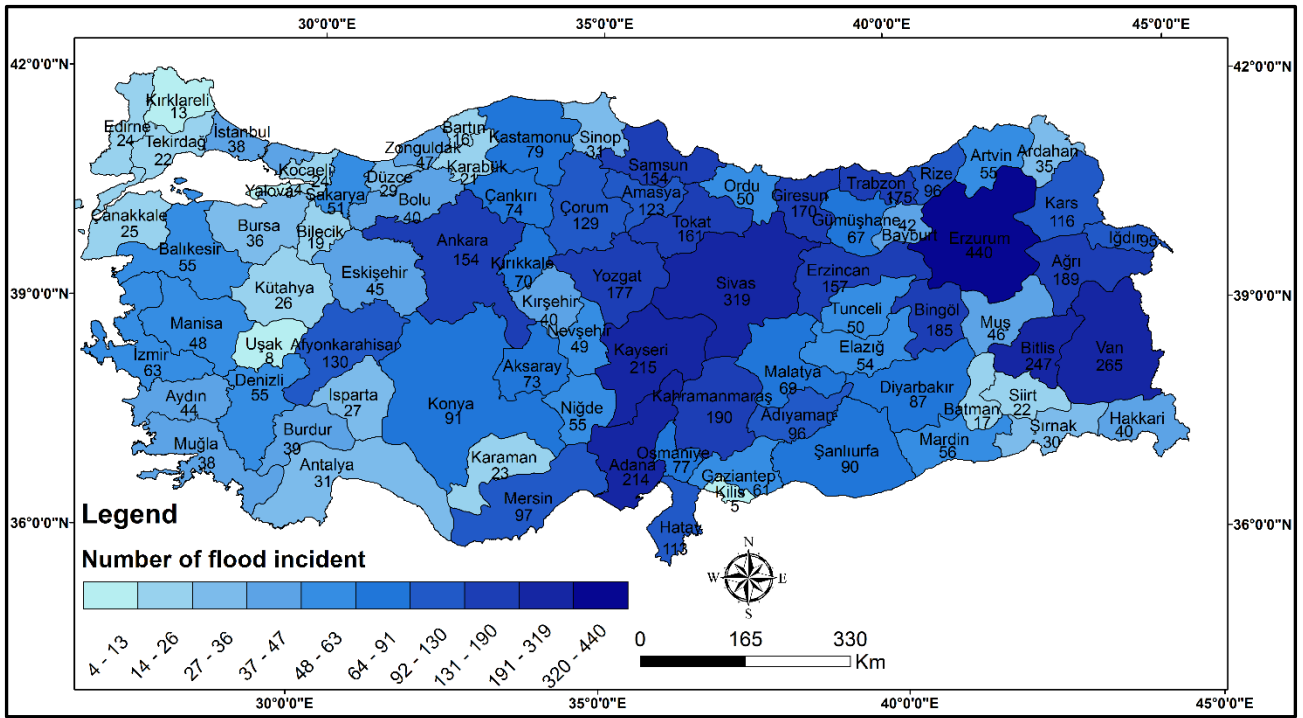 30°0'0"E 35°0'0"E 40°0'0"E 45°0'0"E
42°0'0"N
42°0'0"N
Kırklareli
13
Edirne
24
Tekirdağ
22
İstanbul
38
Kocaeli
24
Yalova
Sakarya
51
Düzce
29
Zonguldak
47
Bartın
16
Karabük
21
Bolu
40
Kastamonu
79
Sinop
31
Çankırı
74
Samsun
154
Amasya
123
Çorum
129
Ordu
50
Tokat
161
Giresun
170
Trabzon
175
Gümüşhane
67
Rize
96
42
Bayburt
Artvin
55
Ardahan
35
Kars
116
Iğdır
95
Erzurum
440
Ağrı
189
Çanakkale
25
Balıkesir
55
Bursa
36
Bilecik
19
Kütahya
26
Eskişehir
45
Ankara
154
Kırıkkale
70
Kırşehir
40
Yozgat
177
Sivas
319
Erzincan
157
Tunceli
50
Bingöl
185
Muş
46
Bitlis
247
Van
265
39°0'0"N
39°0'0"N
Manisa
48
Uşak
8
Afyonkarahisar
130
İzmir
63
Denizli
55
Aydın
44
Muğla
38
Isparta
27
Burdur
39
Antalya
31
Konya
91
Aksaray
73
Nevşehir
49
Niğde
55
Kayseri
215
Karaman
23
Mersin
97
Adana
214
Kahramanmaraş
190
Malatya
69
Elazığ
54
Diyarbakır
87
Adıyaman
96
Osmaniye
77
Gaziantep
61
Kilis
5
Hatay
113
Şanlıurfa
90
Mardin
56
Batman
17
Siirt
22
Şırnak
30
Hakkari
40
36°0'0"N
36°0'0"N
Legend
Number of flood incident
4 - 13
14 - 26
27 - 36
37 - 47
48 - 63
64 - 91
92 - 130
131 - 190
191 - 319
320 - 440
N
W E
S
0 165 330
Km
30°0'0"E 35°0'0"E 40°0'0"E 45°0'0"E